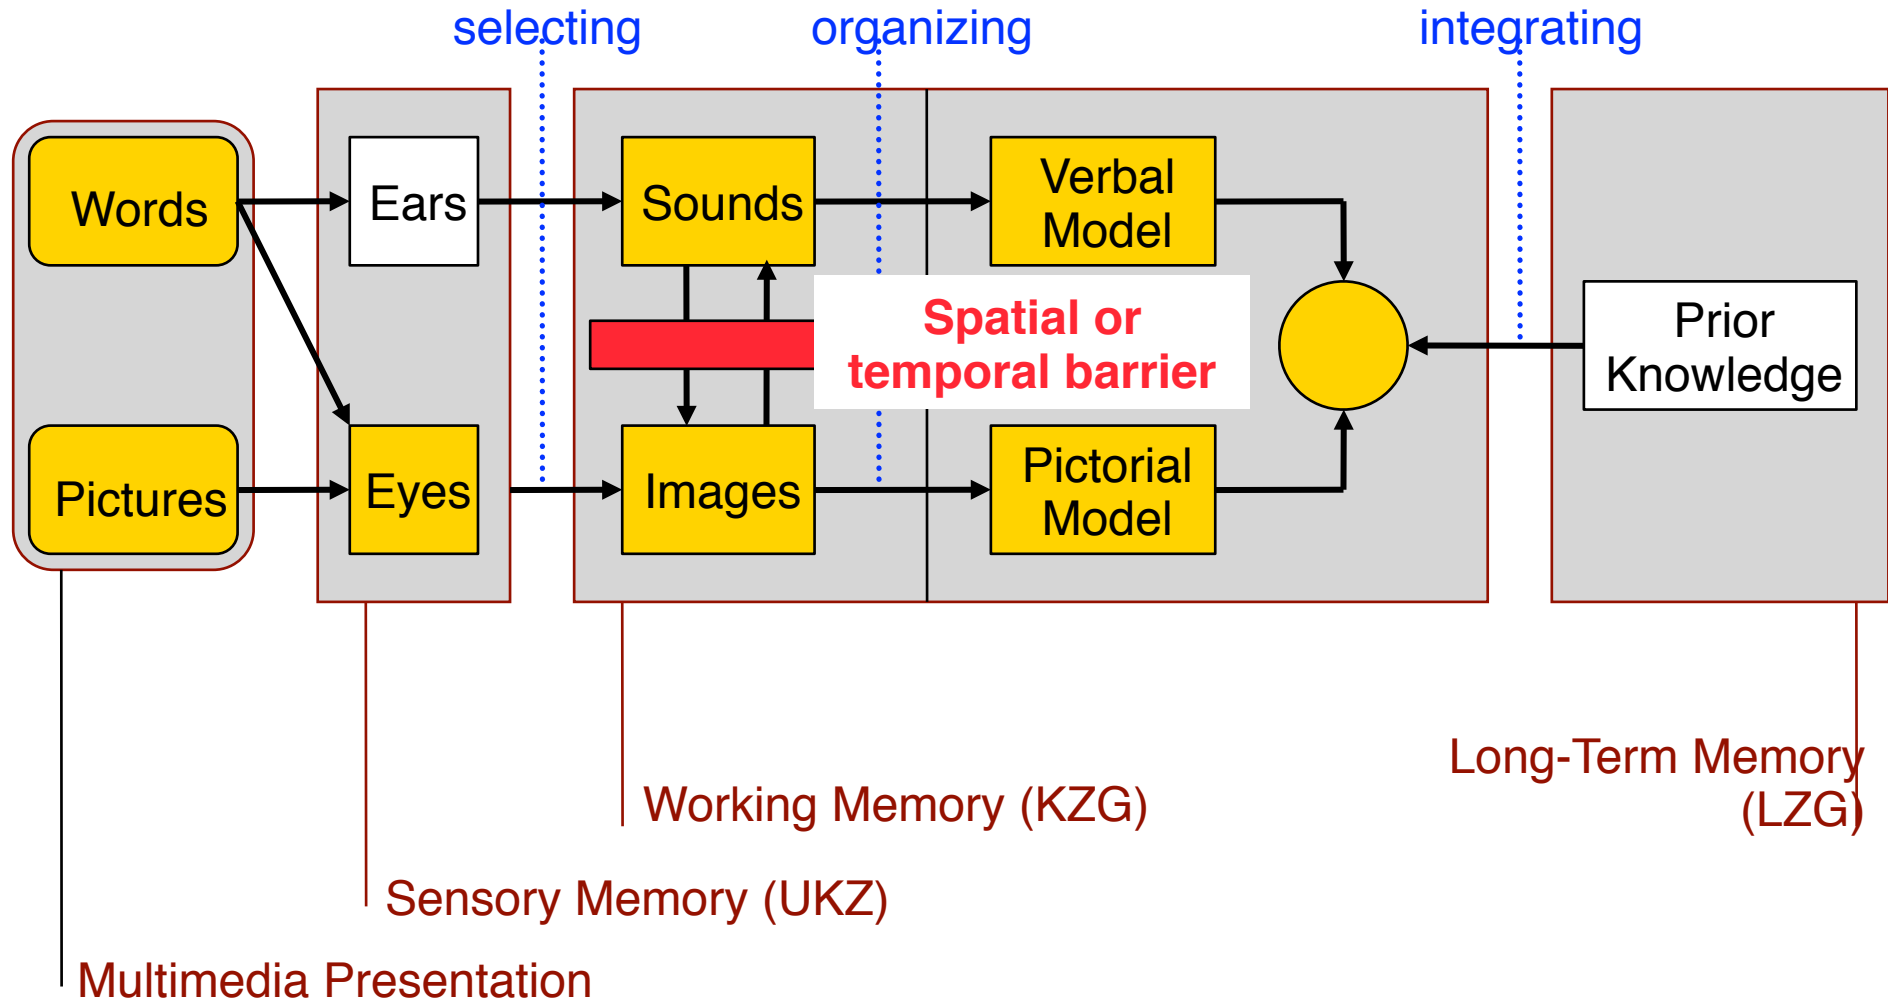 selecting
organizing
integrating
Words
Ears
Sounds
Verbal
Model
Spatial or
temporal barrier
Prior
Knowledge
Pictures
Eyes
Images
Pictorial
Model
Long-Term Memory
(LZG)
Working Memory (KZG)
Sensory Memory (UKZ)
Multimedia Presentation